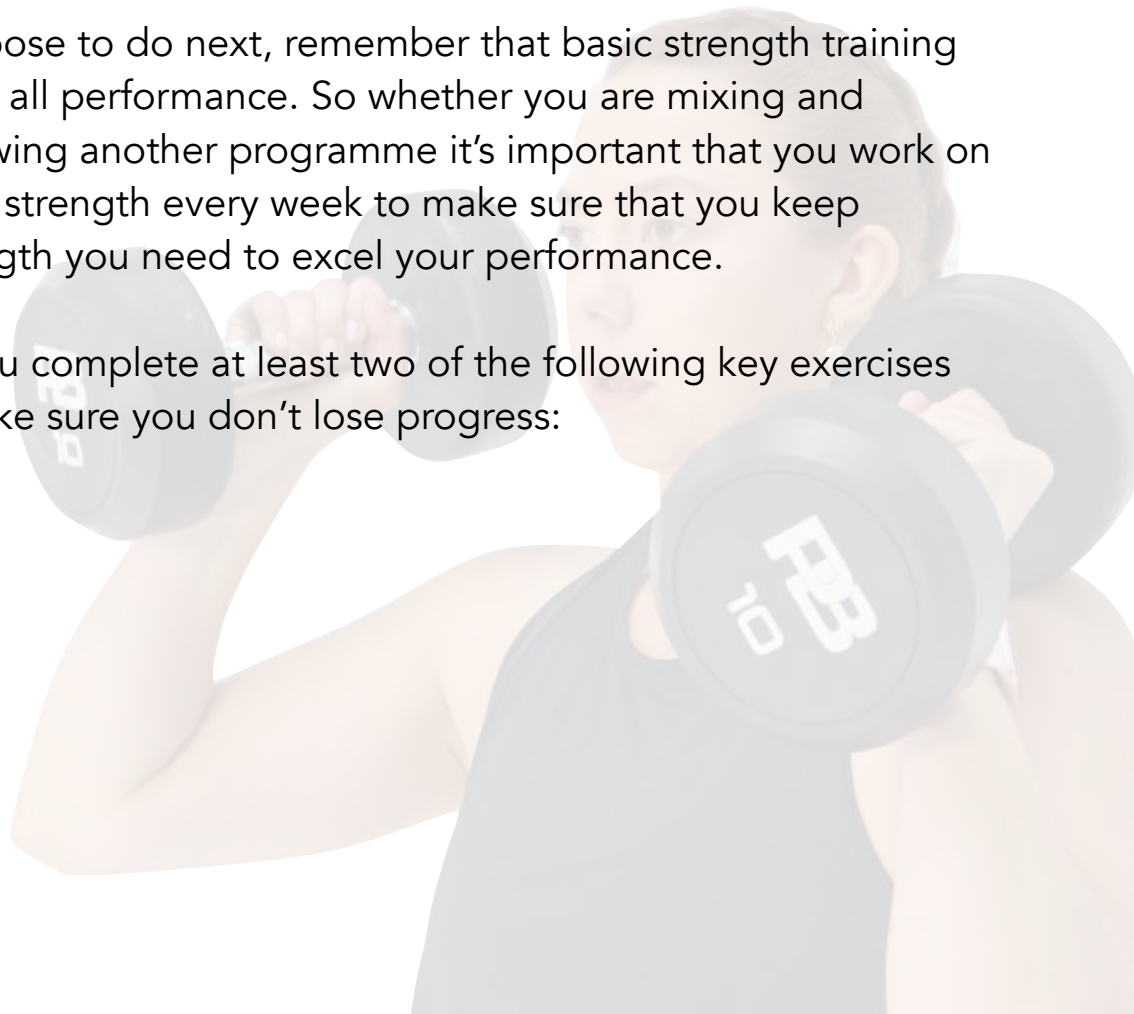 ose to do next, remember that basic strength training
all performance. So whether you are mixing and
wing another programme it’s important that you work on
strength every week to make sure that you keep
gth you need to excel your performance.
u complete at least two of the following key exercises
ke sure you don’t lose progress:
10
PB
10